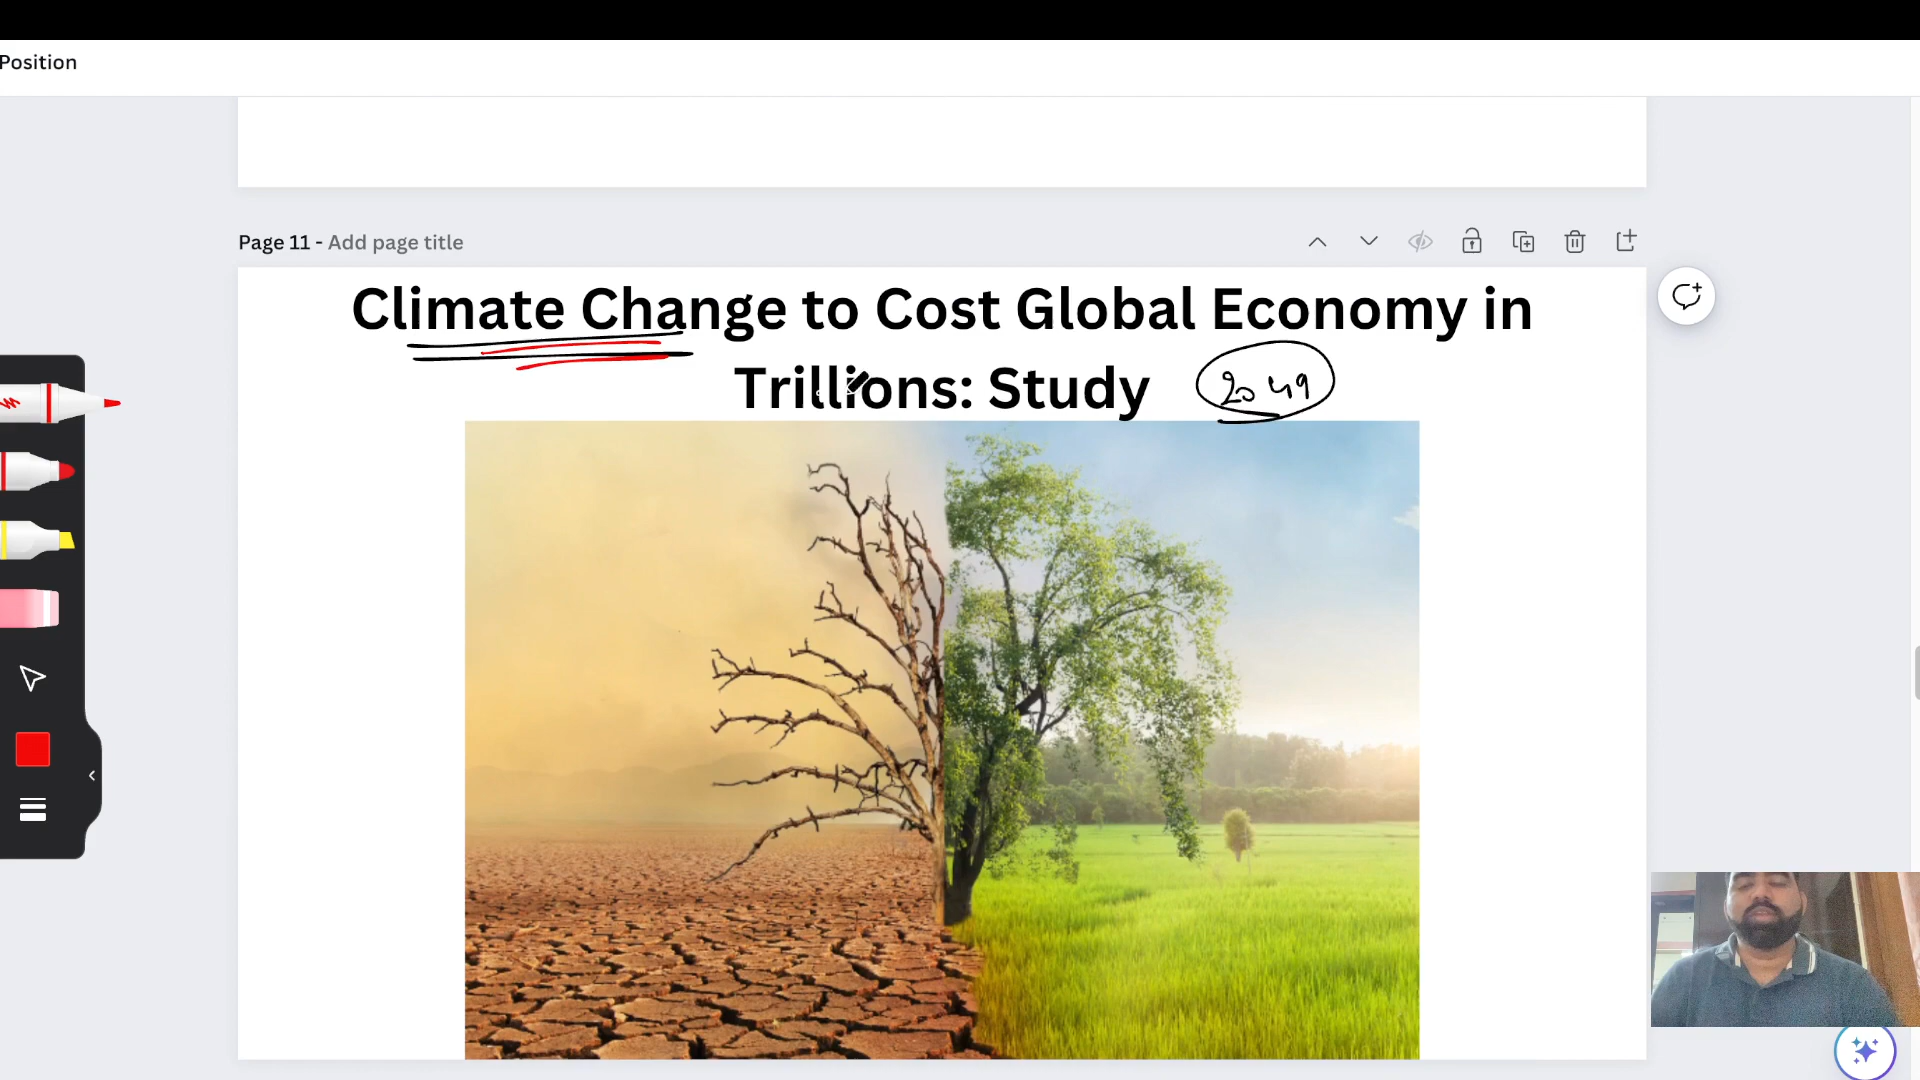 Position
Page 11 - Add page title
Climate Change to Cost Global Economy in
Trillions: Study 2049